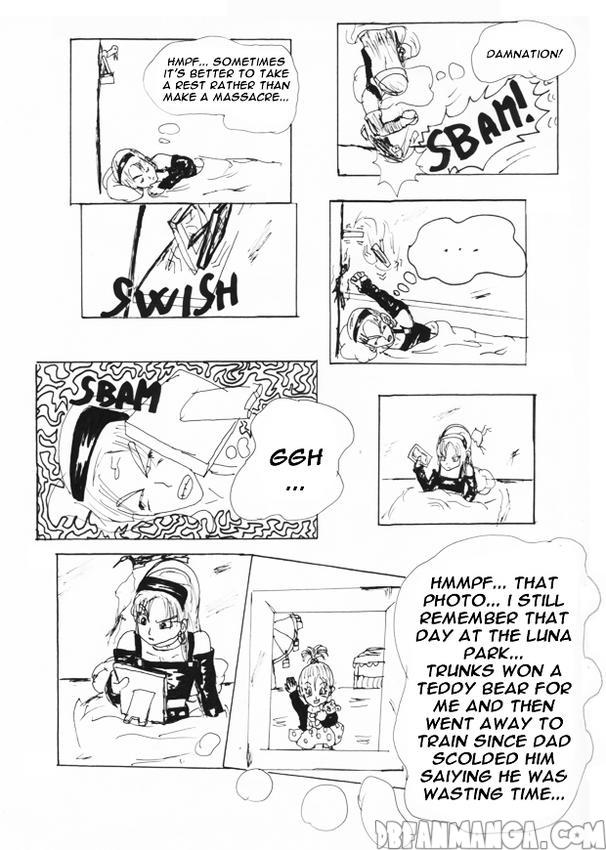 HMPF... SOMETIMES
IT'S BETTER TO TAKE
A REST RATHER THAN
MAKE A MASSACRE...
DAMNATION!
SBAM!
SWISH
...
SBAM
GGH
...
HMMPF... THAT
PHOTO... I STILL
REMEMBER THAT
DAY AT THE LUNA
PARK...
TRUNKS WON A
TEDDY BEAR FOR
ME AND THEN
WENT AWAY TO
TRAIN SINCE DAD
SCOLDED HIM
SAIYING HE WAS
WASTING TIME...
DBFANMANGA.COM